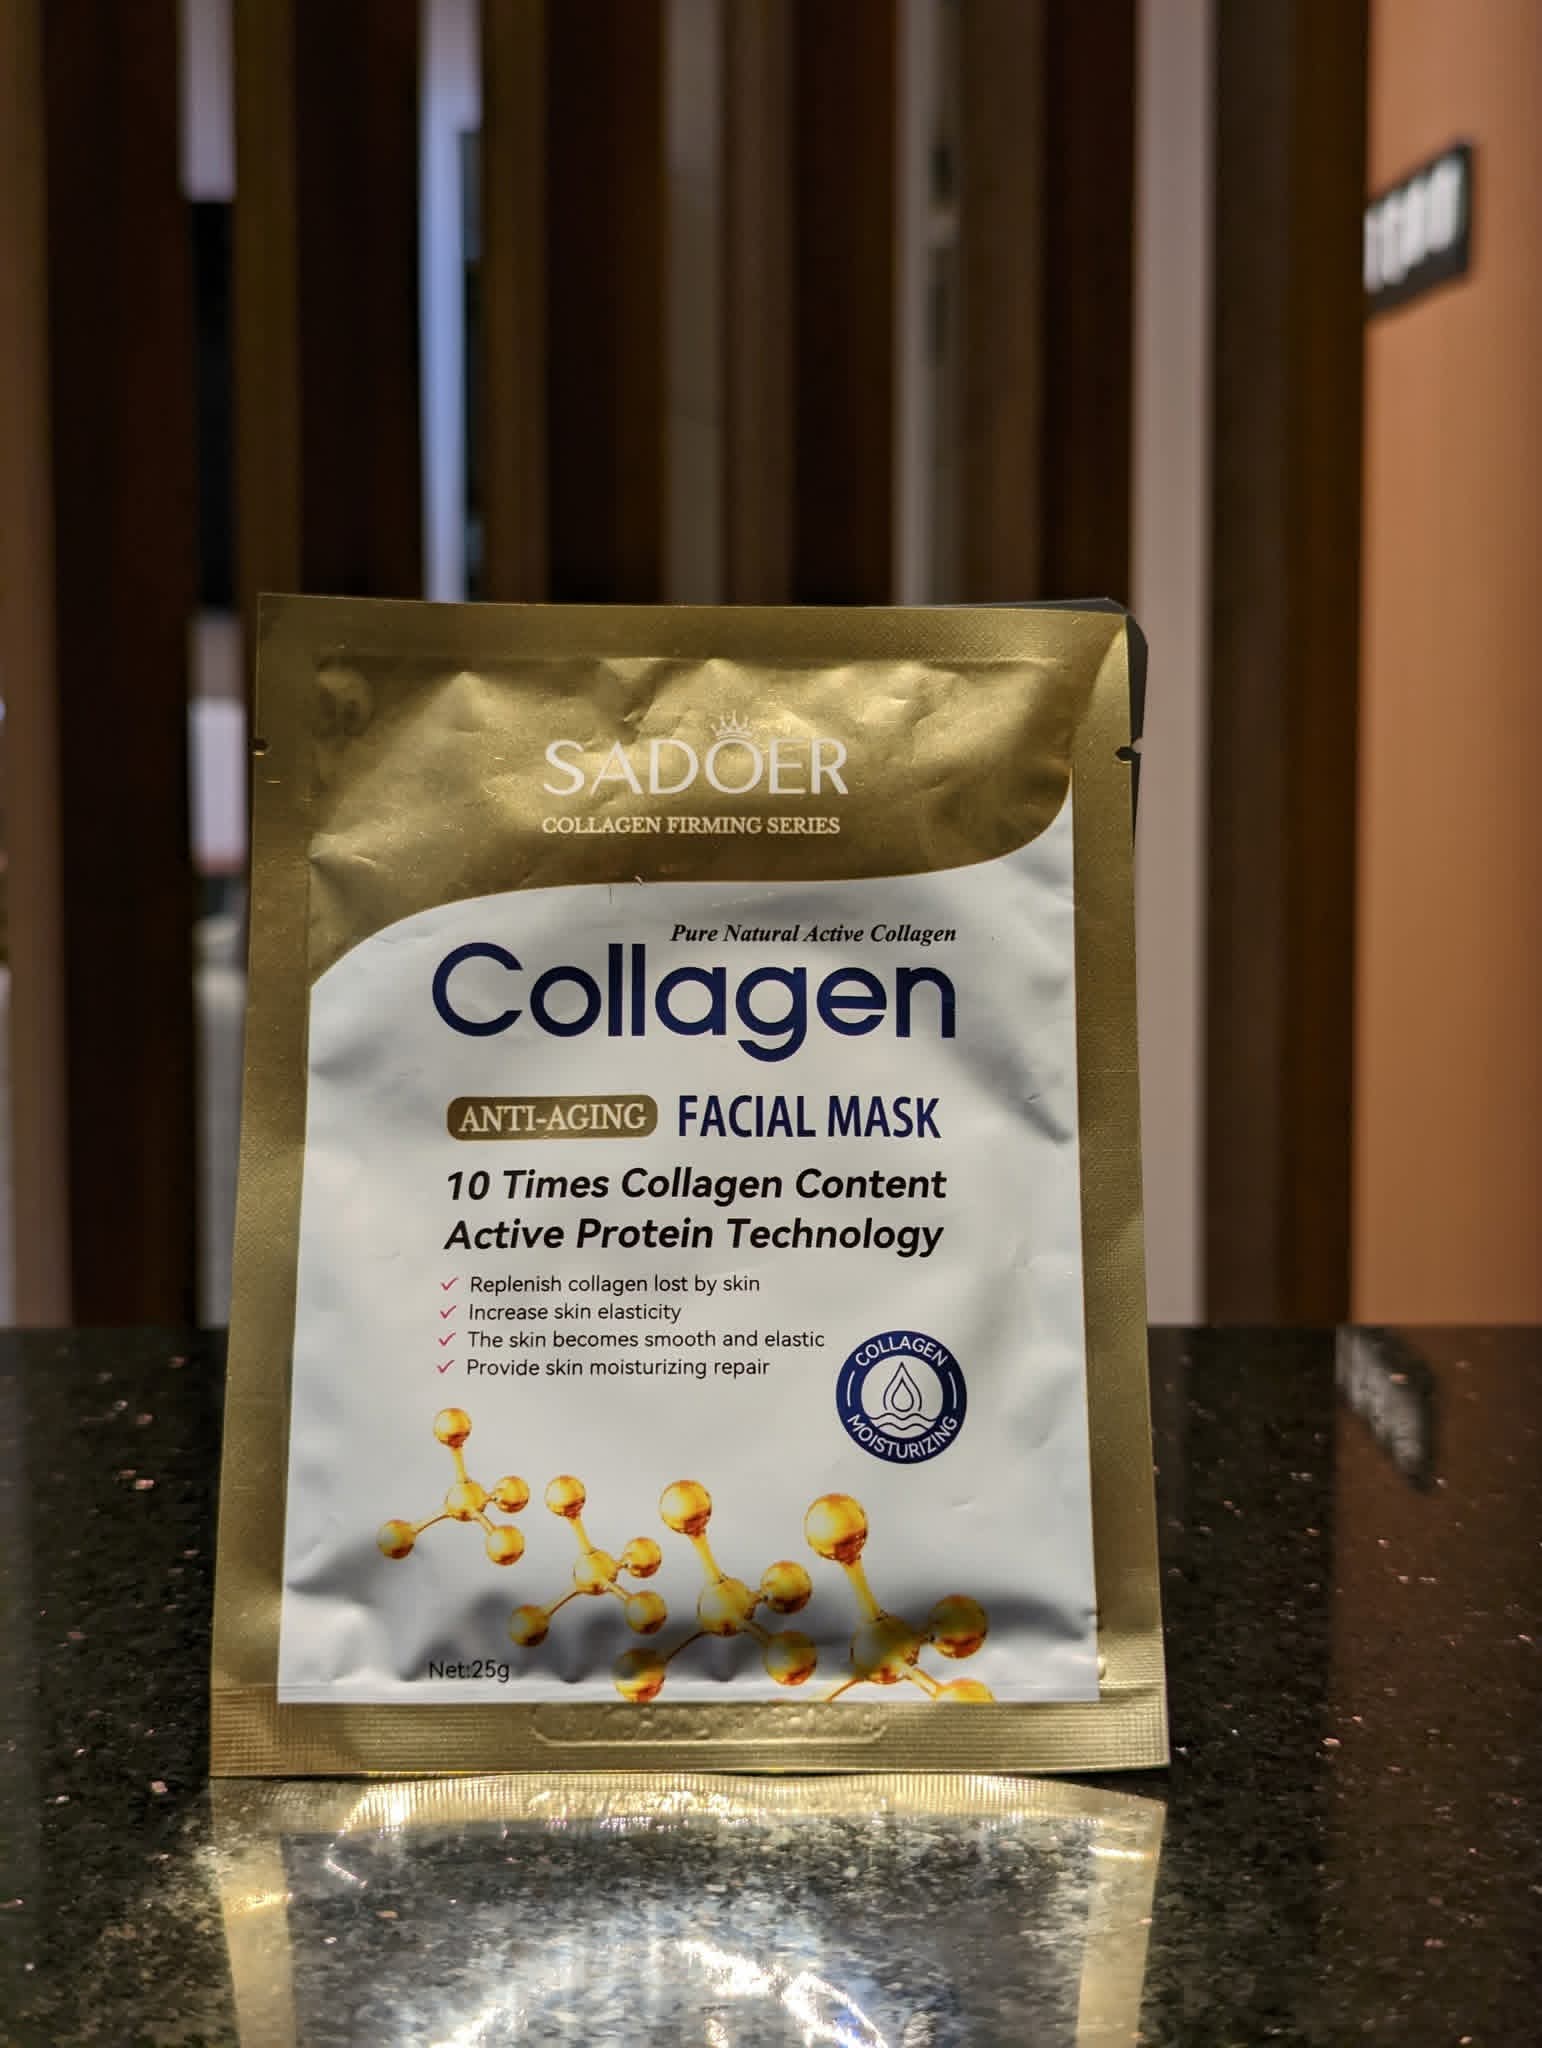 SADOER
COLLAGEN FIRMING SERIES
Pure Natural Active Collagen
Collagen
ANTI-AGING FACIAL MASK
10 Times Collagen Content
Active Protein Technology
Replenish collagen lost by skin
Increase skin elasticity
The skin becomes smooth and elastic
Provide skin moisturizing repair
COLLAGEN
MOISTURIZING
Net:25g